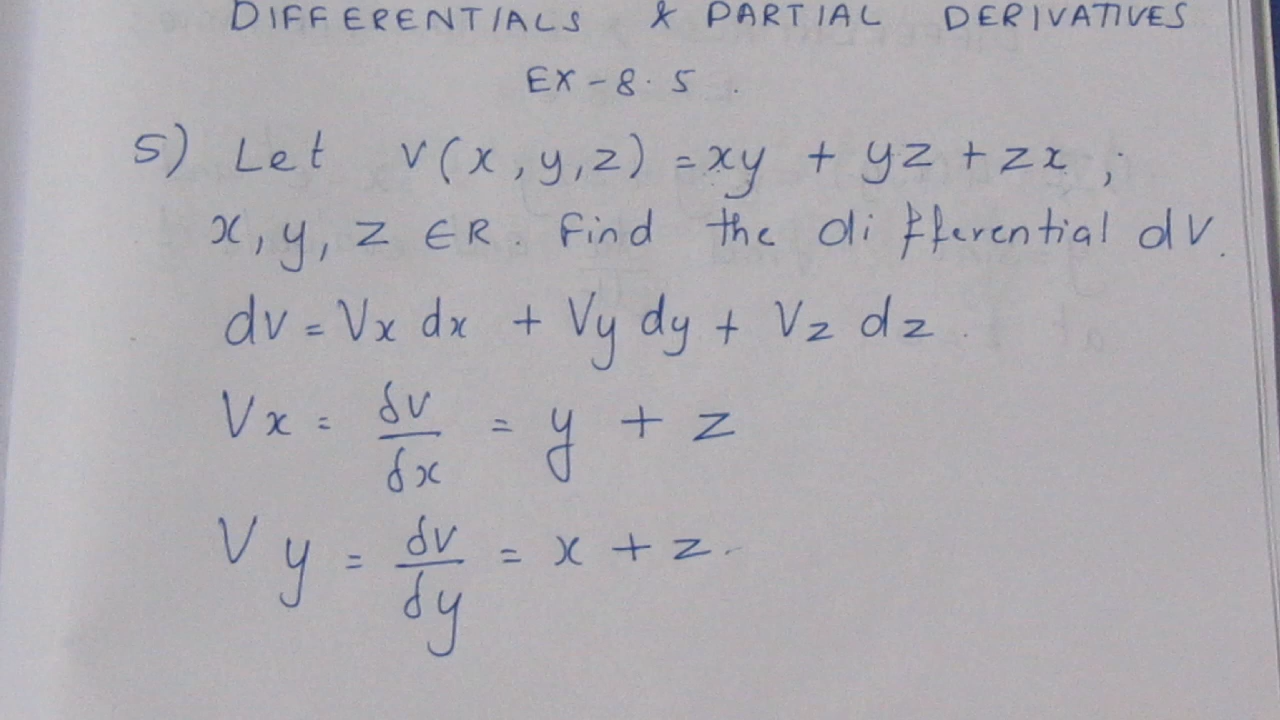 DIFFERENTIALS & PARTIAL DERIVATIVES
EX-8.5.
5) Let v(x,y,z) = xy + yz + zx ;
x, y, z ∈ R. Find the differential dV.
dv = Vx dx + Vy dy + Vz dz.
Vx = δv/δx = y + z
Vy = δv/δy = x + z.